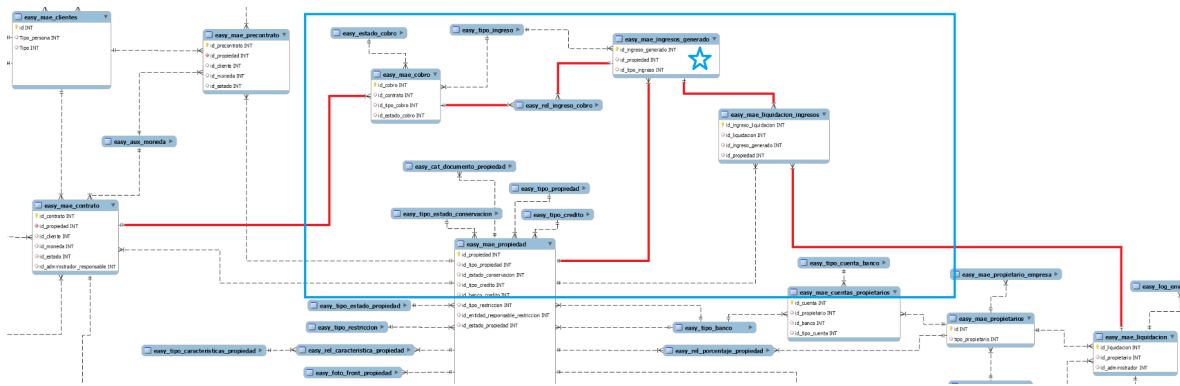 easy_mae_clientes
id INT
Tipo_persona INT
Tipo INT
easy_mae_precontrato
id_precontrato INT
id_propiedad INT
id_cliente INT
id_moneda INT
id_estado INT
easy_estado_cobro
easy_tipo_ingreso
easy_mae_ingresos_generado
id_ingreso_generado INT
id_propiedad INT
id_tipo_ingreso INT
easy_mae_cobro
id_cobro INT
id_contrato INT
id_tipo_cobro INT
id_estado_cobro INT
easy_rel_ingreso_cobro
easy_mae_liquidacion_ingresos
id_ingreso_liquidacion INT
id_liquidacion INT
id_ingreso_generado INT
id_propiedad INT
easy_aux_moneda
easy_cat_documento_propiedad
easy_tipo_propiedad
easy_tipo_estado_conservacion
easy_tipo_credito
easy_mae_contrato
id_contrato INT
id_propiedad INT
id_cliente INT
id_moneda INT
id_estado INT
id_administrador_responsable INT
easy_mae_propiedad
id_propiedad INT
id_tipo_propiedad INT
id_estado_conservacion INT
id_tipo_credito INT
id_banco_credito INT
id_tipo_restriccion INT
id_entidad_responsable_restriccion INT
id_estado_propiedad INT
easy_tipo_cuenta_banco
easy_mae_propietario_empresa
easy_mae_cuentas_propietarios
id_cuenta INT
id_propietario INT
id_banco INT
id_tipo_cuenta INT
easy_log_env
easy_tipo_estado_propiedad
easy_tipo_restriccion
easy_tipo_banco
easy_mae_propietarios
id INT
tipo_propietario INT
easy_mae_liquidacion
id_liquidacion INT
id_propietario INT
id_administrador INT
easy_tipo_caracteristicas_propiedad
easy_rel_caracteristica_propiedad
easy_rel_porcentaje_propiedad
easy_foto_front_propiedad